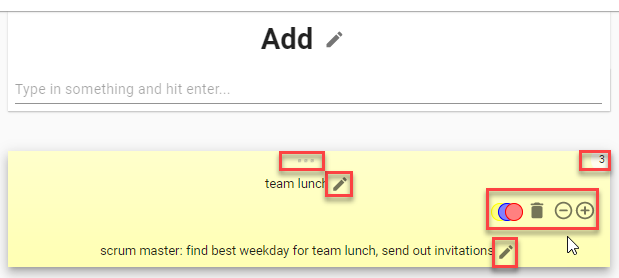 Add
Type in something and hit enter...
3
team lunch
scrum master: find best weekday for team lunch, send out invitations